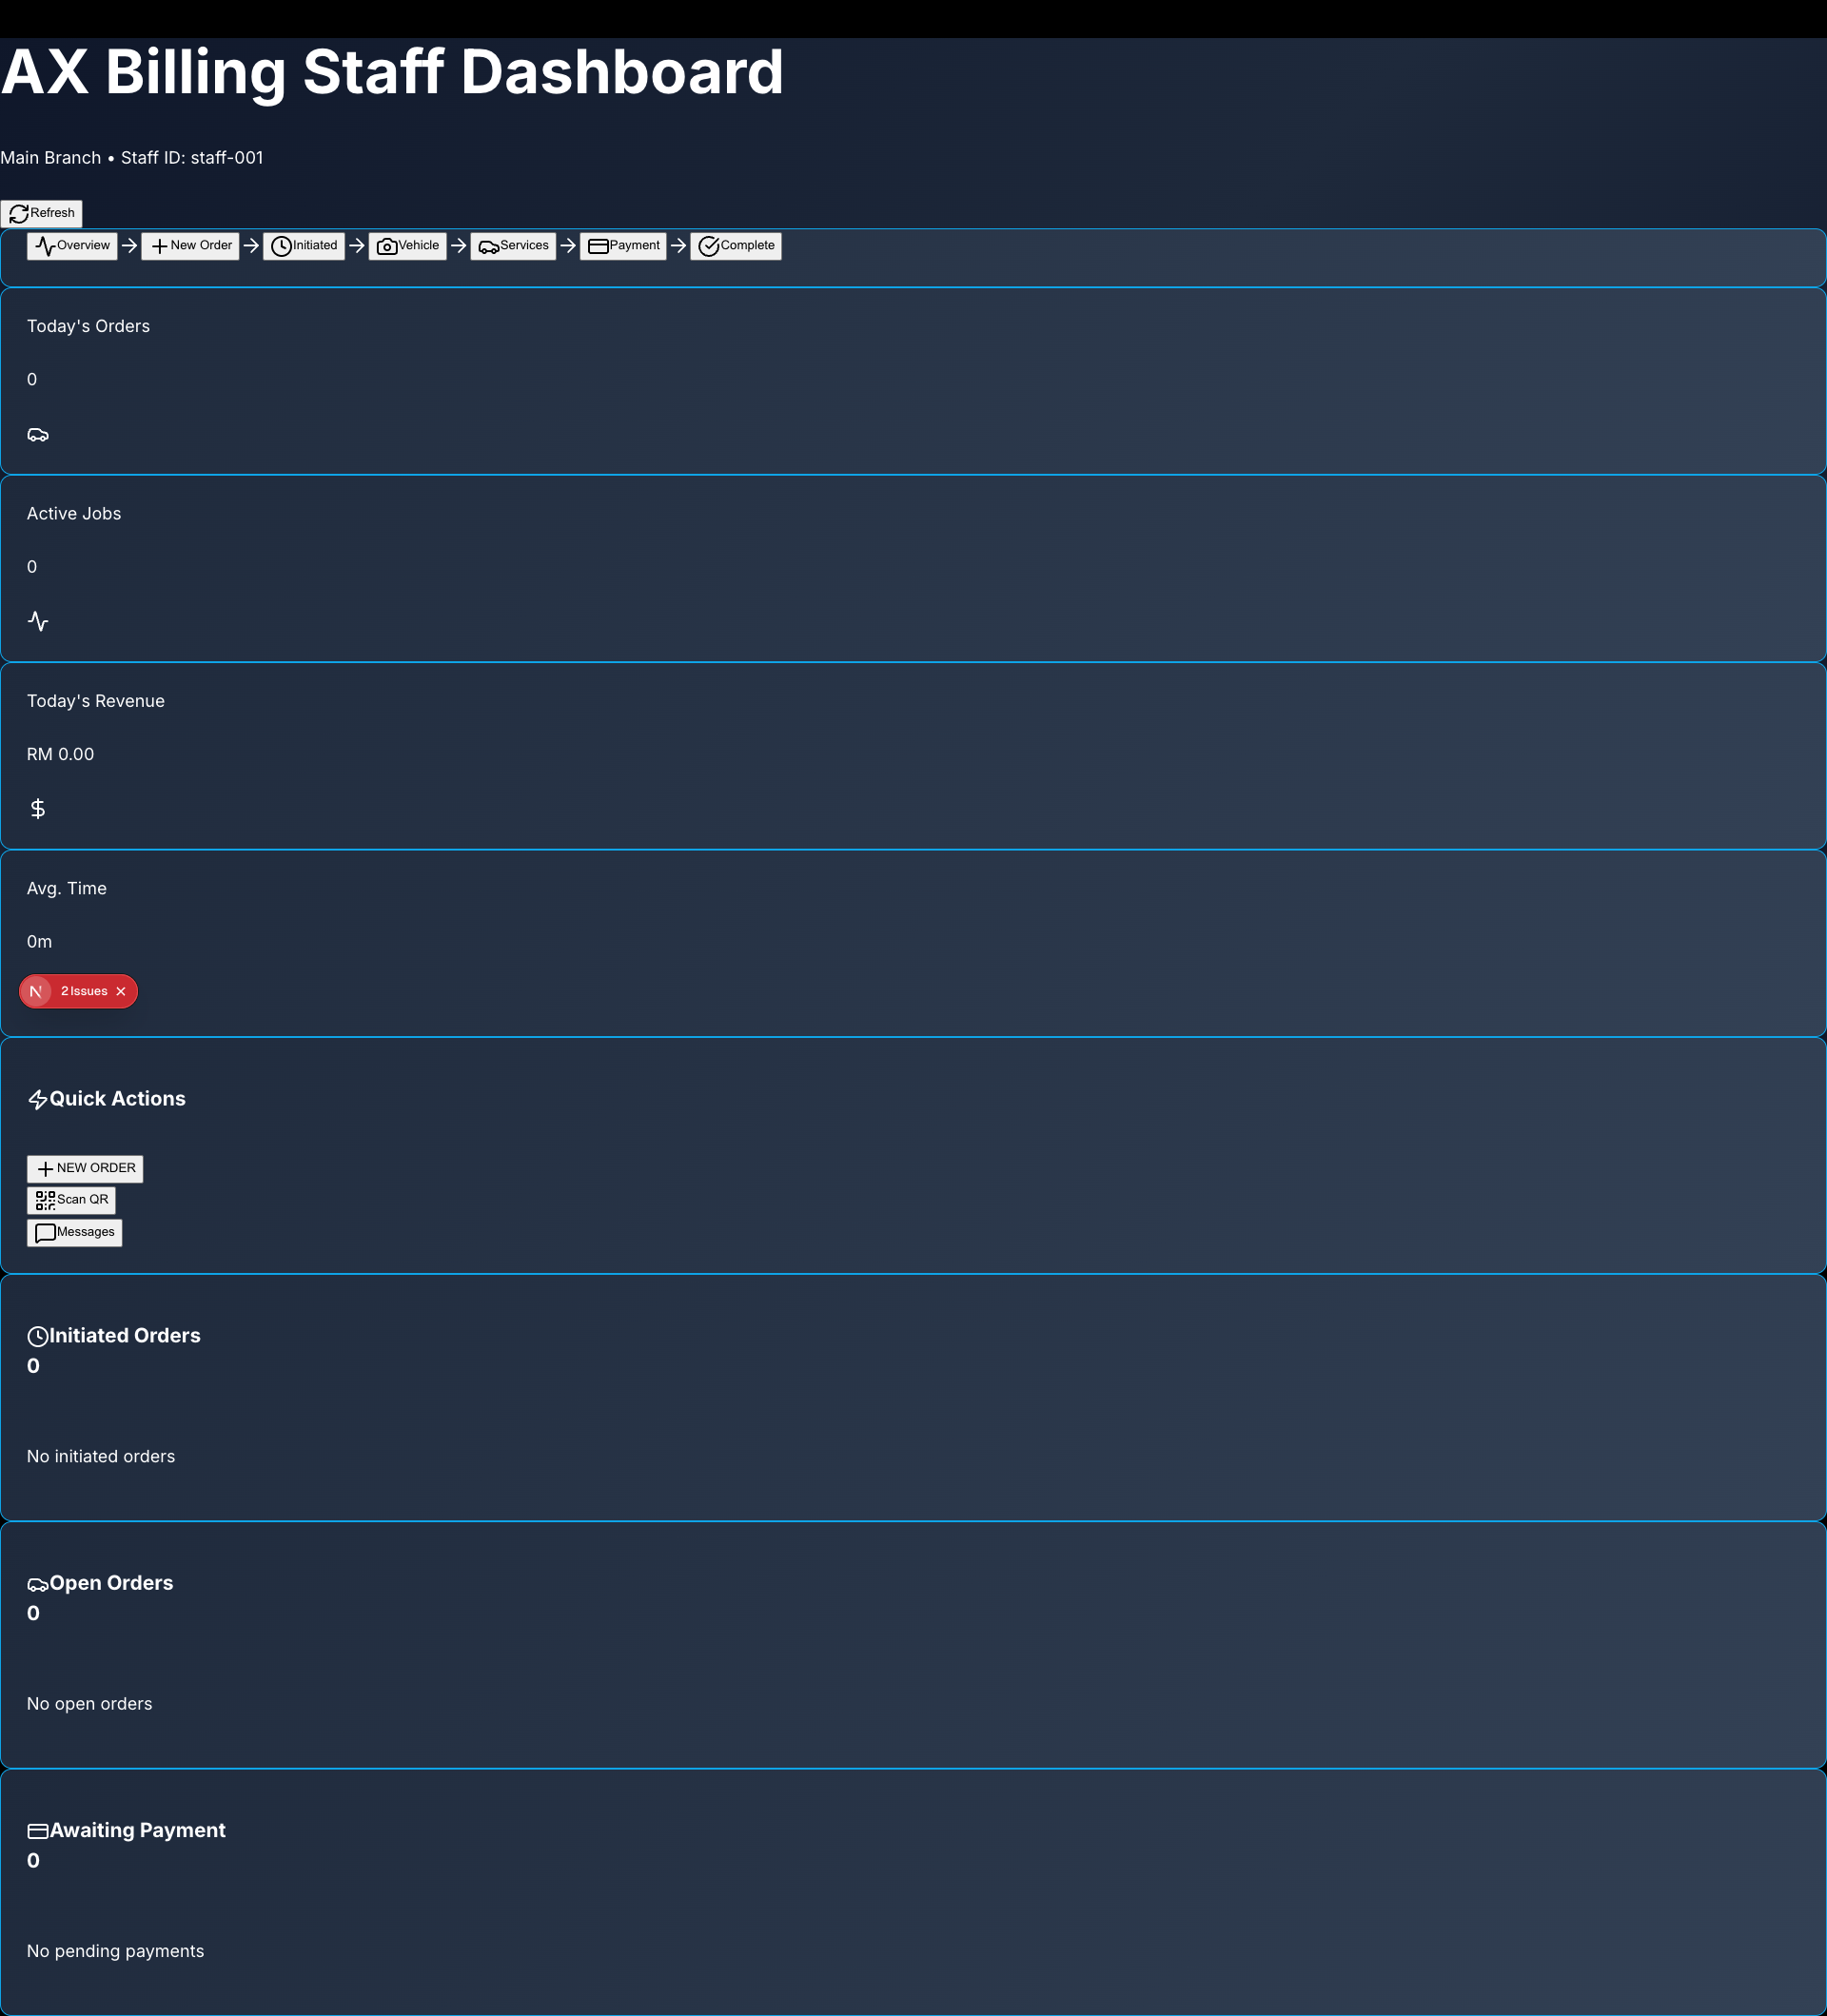 AX Billing Staff Dashboard
Main Branch • Staff ID: staff-001
Refresh
Overview New Order Initiated Vehicle Services Payment Complete
Today's Orders
0
Active Jobs
0
Today's Revenue
RM 0.00
Avg. Time
0m
N 2 Issues
Quick Actions
NEW ORDER
Scan QR
Messages
Initiated Orders
0
No initiated orders
Open Orders
0
No open orders
Awaiting Payment
0
No pending payments